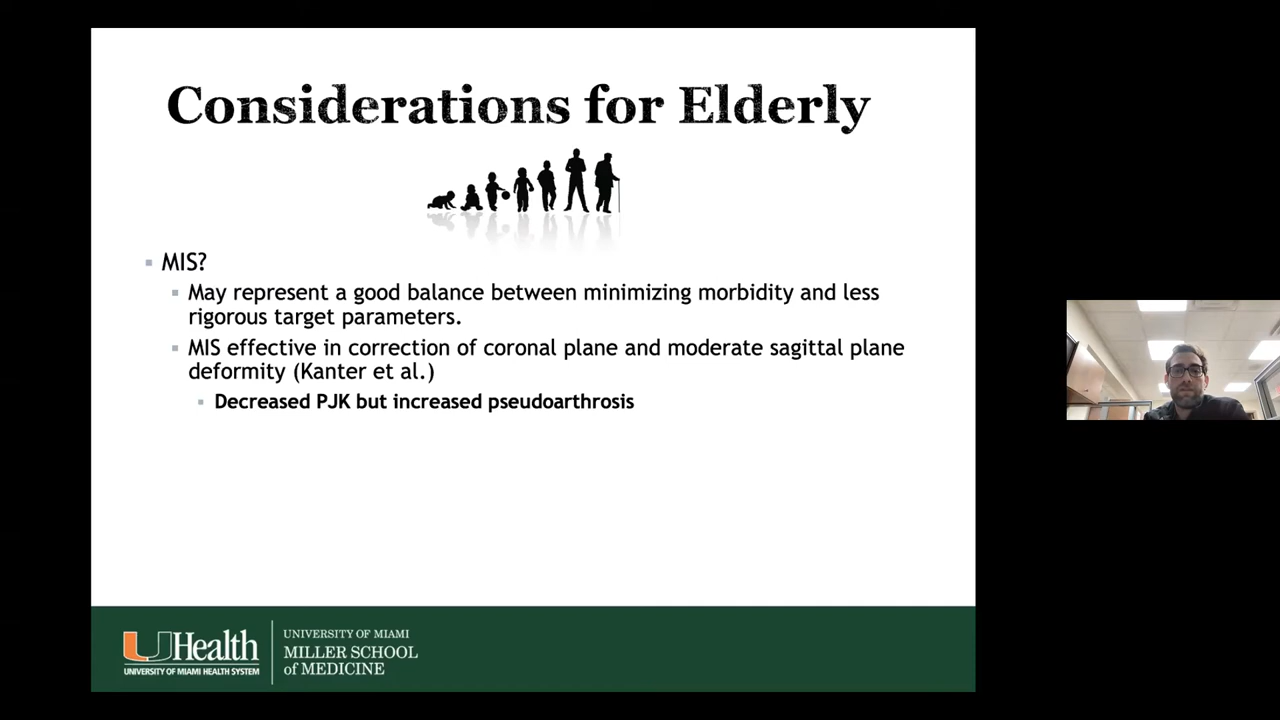 Considerations for Elderly
MIS?
May represent a good balance between minimizing morbidity and less
rigorous target parameters.
MIS effective in correction of coronal plane and moderate sagittal plane
deformity (Kanter et al.)
Decreased PJK but increased pseudoarthrosis
UHealth
UNIVERSITY OF MIAMI HEALTH SYSTEM
UNIVERSITY OF MIAMI
MILLER SCHOOL
of MEDICINE